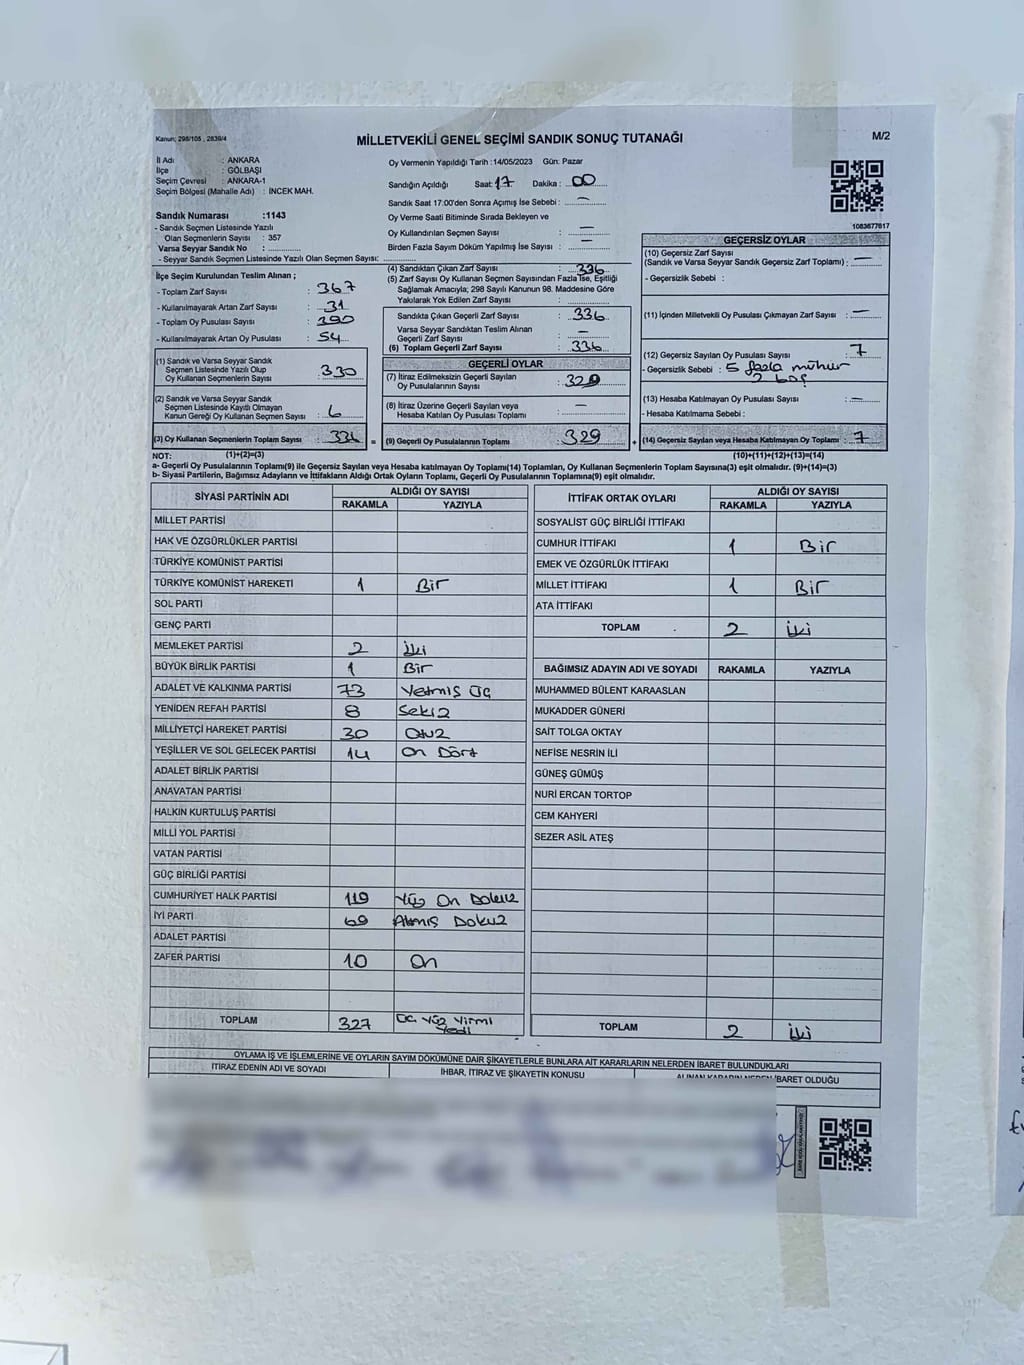 Kanun; 298/105 , 2839/4
MİLLETVEKİLİ GENEL SEÇİMİ SANDIK SONUÇ TUTANAĞI
M/2
İl Adı : ANKARA
İlçe : GÖLBAŞI
Seçim Çevresi : ANKARA-1
Seçim Bölgesi (Mahalle Adı) : İNCEK MAH.
Sandık Numarası :1143
- Sandık Seçmen Listesinde Yazılı
Olan Seçmenlerin Sayısı : 357
Varsa Seyyar Sandık No :
- Seyyar Sandık Seçmen Listesinde Yazılı Olan Seçmen Sayısı:
Oy Vermenin Yapıldığı Tarih :14/05/2023 Gün: Pazar
Sandığın Açıldığı Saat: 17 Dakika : 00
Sandık Saat 17:00'den Sonra Açımış İse Sebebi : —
Oy Verme Saati Bitiminde Sırada Bekleyen ve
Oy Kullandırılan Seçmen Sayısı : —
Birden Fazla Sayım Döküm Yapılmış İse Sayısı : —
1083677617
İlçe Seçim Kurulundan Teslim Alınan ;
- Toplam Zarf Sayısı : 367
- Kullanılmayarak Artan Zarf Sayısı : 31
- Toplam Oy Pusulası Sayısı : 390
- Kullanılmayarak Artan Oy Pusulası : 54
(1) Sandık ve Varsa Seyyar Sandık
Seçmen Listesinde Yazılı Olup
Oy Kullanan Seçmenlerin Sayısı : 330
(2) Sandık ve Varsa Seyyar Sandık
Seçmen Listesinde Kayıtlı Olmayan
Kanun Gereği Oy Kullanan Seçmen Sayısı : 6
(3) Oy Kullanan Seçmenlerin Toplam Sayısı : 336
(4) Sandıktan Çıkan Zarf Sayısı : 336
(5) Zarf Sayısı Oy Kullanan Seçmen Sayısından Fazla İse, Eşitliği
Sağlamak Amacıyla; 298 Sayılı Kanunun 98. Maddesine Göre
Yakılarak Yok Edilen Zarf Sayısı :
Sandıkta Çıkan Geçerli Zarf Sayısı : 336
Varsa Seyyar Sandıktan Teslim Alınan
Geçerli Zarf Sayısı : —
(6) Toplam Geçerli Zarf Sayısı : 336
GEÇERLİ OYLAR
(7) İtiraz Edilmeksizin Geçerli Sayılan
Oy Pusulalarının Sayısı : 329
(8) İtiraz Üzerine Geçerli Sayılan veya
Hesaba Katılan Oy Pusulası Toplamı : —
= (9) Geçerli Oy Pusulalarının Toplamı : 329
GEÇERSİZ OYLAR
(10) Geçersiz Zarf Sayısı
(Sandık ve Varsa Seyyar Sandık Geçersiz Zarf Toplamı) : —
- Geçersizlik Sebebi :
(11) İçinden Milletvekili Oy Pusulası Çıkmayan Zarf Sayısı : —
(12) Geçersiz Sayılan Oy Pusulası Sayısı : 7
- Geçersizlik Sebebi : 5 fazla mühür
2 boş
(13) Hesaba Katılmayan Oy Pusulası Sayısı : —
- Hesaba Katılmama Sebebi :
+ (14) Geçersiz Sayılan veya Hesaba Katılmayan Oy Toplamı : 7
NOT: (1)+(2)=(3) (10)+(11)+(12)+(13)=(14)
a- Geçerli Oy Pusulalarının Toplamı(9) ile Geçersiz Sayılan veya Hesaba katılmayan Oy Toplamı(14) Toplamları, Oy Kullanan Seçmenlerin Toplam Sayısına(3) eşit olmalıdır. (9)+(14)=(3)
b- Siyasi Partilerin, Bağımsız Adayların ve İttifakların Aldığı Ortak Oyların Toplamı, Geçerli Oy Pusulalarının Toplamına(9) eşit olmalıdır.
SİYASİ PARTİNİN ADI ALDIĞI OY SAYISI
RAKAMLA YAZIYLA
MİLLET PARTİSİ
HAK VE ÖZGÜRLÜKLER PARTİSİ
TÜRKİYE KOMÜNİST PARTİSİ
TÜRKİYE KOMÜNİST HAREKETİ 1 Bir
SOL PARTİ
GENÇ PARTİ
MEMLEKET PARTİSİ 2 İki
BÜYÜK BİRLİK PARTİSİ 1 Bir
ADALET VE KALKINMA PARTİSİ 73 Yetmiş Üç
YENİDEN REFAH PARTİSİ 8 Sekiz
MİLLİYETÇİ HAREKET PARTİSİ 30 Otuz
YEŞİLLER VE SOL GELECEK PARTİSİ 14 On Dört
ADALET BİRLİK PARTİSİ
ANAVATAN PARTİSİ
HALKIN KURTULUŞ PARTİSİ
MİLLİ YOL PARTİSİ
VATAN PARTİSİ
GÜÇ BİRLİĞİ PARTİSİ
CUMHURİYET HALK PARTİSİ 119 Yüz On Dokuz
İYİ PARTİ 69 Atmış Dokuz
ADALET PARTİSİ
ZAFER PARTİSİ 10 On
TOPLAM 327 Üç Yüz Yirmi
Yedi
İTTİFAK ORTAK OYLARI ALDIĞI OY SAYISI
RAKAMLA YAZIYLA
SOSYALİST GÜÇ BİRLİĞİ İTTİFAKI
CUMHUR İTTİFAKI 1 Bir
EMEK VE ÖZGÜRLÜK İTTİFAKI
MİLLET İTTİFAKI 1 Bir
ATA İTTİFAKI
TOPLAM 2 İki
BAĞIMSIZ ADAYIN ADI VE SOYADI RAKAMLA YAZIYLA
MUHAMMED BÜLENT KARAASLAN
MUKADDER GÜNERİ
SAİT TOLGA OKTAY
NEFİSE NESRİN İLİ
GÜNEŞ GÜMÜŞ
NURİ ERCAN TORTOP
CEM KAHYERİ
SEZER ASİL ATEŞ
TOPLAM 2 İki
OYLAMA İŞ VE İŞLEMLERİNE VE OYLARIN SAYIM DÖKÜMÜNE DAİR ŞİKAYETLERLE BUNLARA AİT KARARLARIN NELERDEN İBARET BULUNDUKLARI
İTİRAZ EDENİN ADI VE SOYADI İHBAR, İTİRAZ VE ŞİKAYETİN KONUSU ALINAN KARARIN NEDEN İBARET OLDUĞU